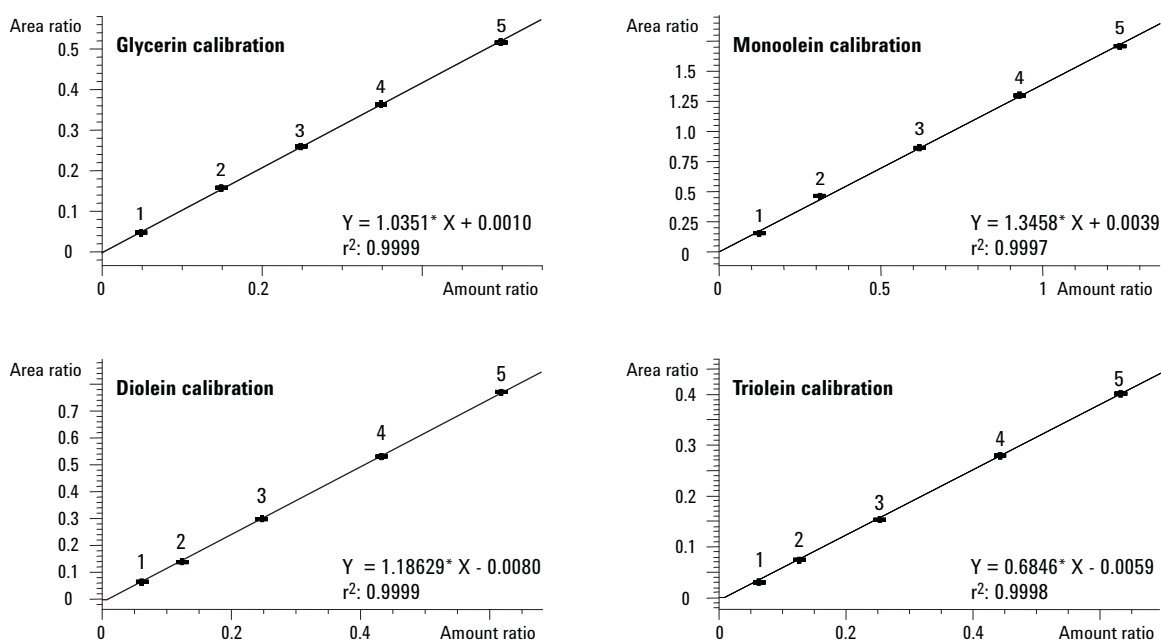 Area ratio
Glycerin calibration
0.5
0.4
0.3
0.2
0.1
0
1
2
3
4
5
Y = 1.0351* X + 0.0010
r²: 0.9999
0
0.2
Amount ratio
Area ratio
Monoolein calibration
1.5
1.25
1.0
0.75
0.5
0.25
0
1
2
3
4
5
Y = 1.3458* X + 0.0039
r²: 0.9997
0
0.5
1
Amount ratio
Area ratio
Diolein calibration
0.7
0.6
0.5
0.4
0.3
0.2
0.1
0
1
2
3
4
5
Y = 1.18629* X - 0.0080
r²: 0.9999
0
0.2
0.4
Amount ratio
Area ratio
Triolein calibration
0.4
0.3
0.2
0.1
0
1
2
3
4
5
Y = 0.6846* X - 0.0059
r²: 0.9998
0
0.2
0.4
Amount ratio